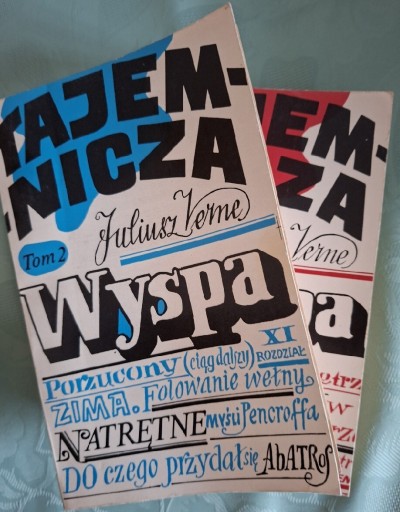 TAJEM-
NICZA
Juliusz Verne
Tom 2
Wyspa
Porzucony (ciąg dalszy) XI ROZDZIAŁ
ZIMA. Folowanie wełny
NATRĘTNE myśli Pencroffa
DO czego przydał się AbATROS
EM-
ZA
Verne
a